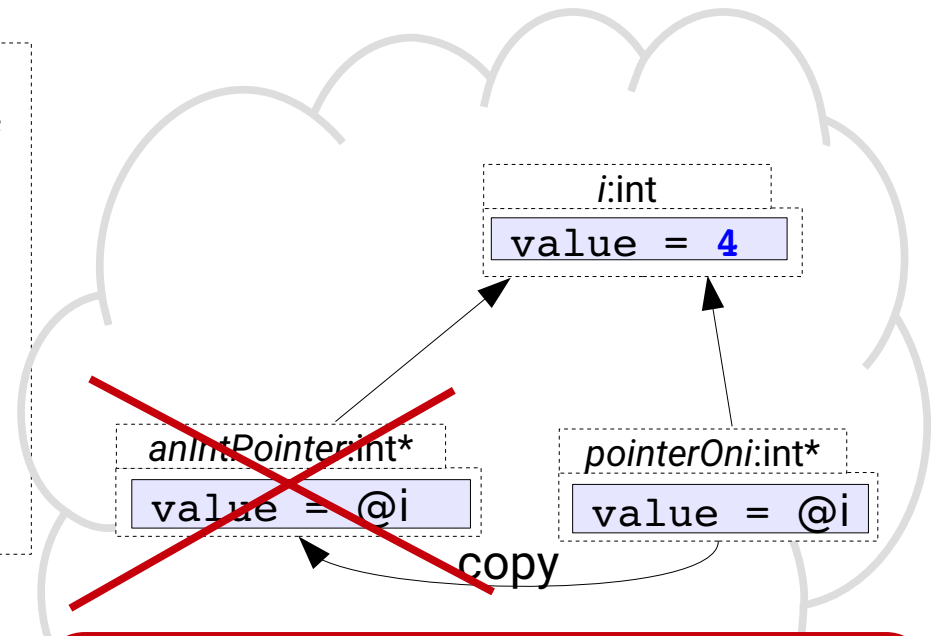 i:int
value = 4
anIntPointer:int*
value = @i
pointerOni:int*
value = @i
copy